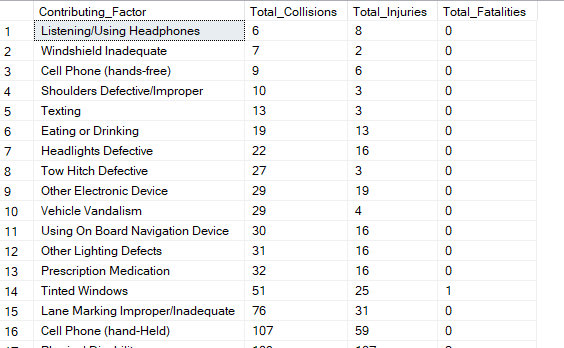 Contributing_Factor Total_Collisions Total_Injuries Total_Fatalities
1 Listening/Using Headphones 6 8 0
2 Windshield Inadequate 7 2 0
3 Cell Phone (hands-free) 9 6 0
4 Shoulders Defective/Improper 10 3 0
5 Texting 13 3 0
6 Eating or Drinking 19 13 0
7 Headlights Defective 22 16 0
8 Tow Hitch Defective 27 3 0
9 Other Electronic Device 29 19 0
10 Vehicle Vandalism 29 4 0
11 Using On Board Navigation Device 30 16 0
12 Other Lighting Defects 31 16 0
13 Prescription Medication 32 16 0
14 Tinted Windows 51 25 1
15 Lane Marking Improper/Inadequate 76 31 0
16 Cell Phone (hand-Held) 107 59 0